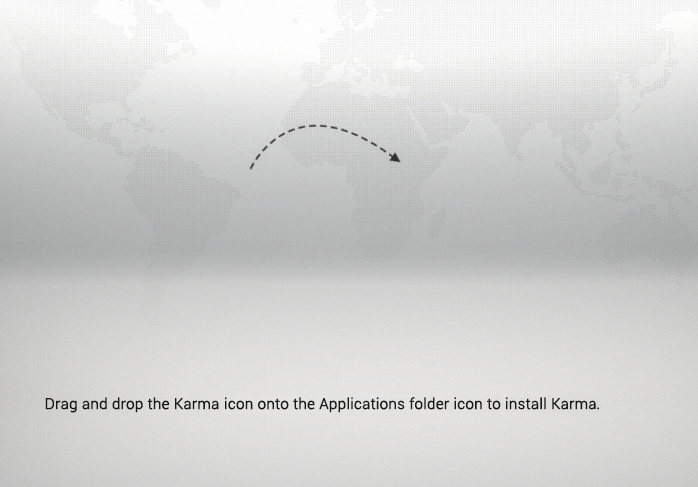 Drag and drop the Karma icon onto the Applications folder icon to install Karma.